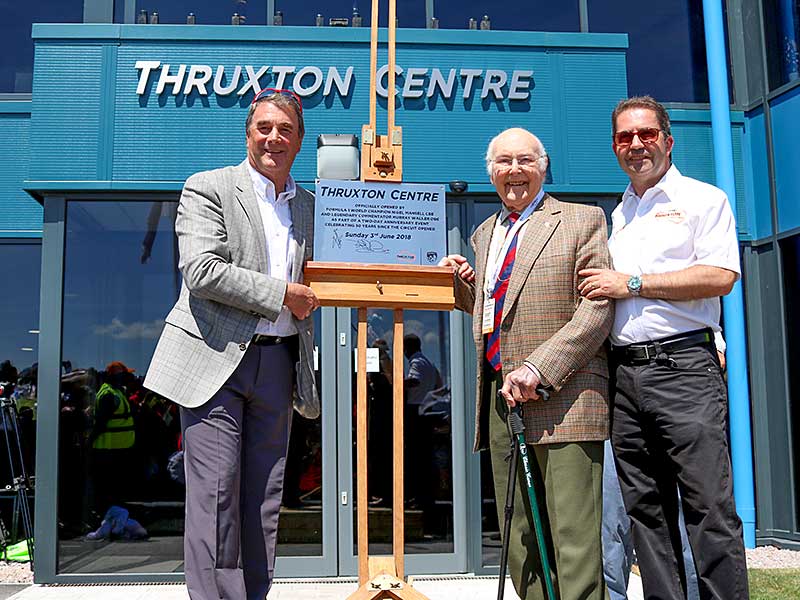 THRUXTON CENTRE
THRUXTON CENTRE
OFFICIALLY OPENED BY
FORMULA 1 WORLD CHAMPION NIGEL MANSELL CBE
AND LEGENDARY COMMENTATOR MURRAY WALKER OBE
AS PART OF A TWO-DAY ANNIVERSARY EVENT
CELEBRATING 50 YEARS SINCE THE CIRCUIT OPENED
Sunday 3rd June 2018
THRUXTON